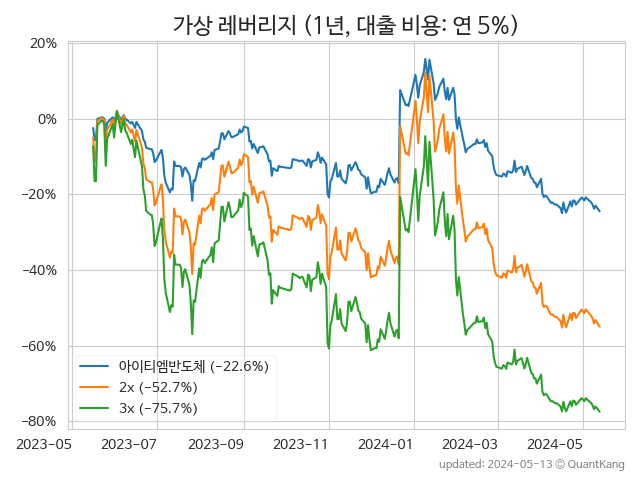 가상 레버리지 (1년, 대출 비용: 연 5%)
20%
0%
−20%
−40%
−60%
−80%
아이티엠반도체 (−22.6%)
2x (−52.7%)
3x (−75.7%)
2023-05 2023-07 2023-09 2023-11 2024-01 2024-03 2024-05
updated: 2024-05-13 © QuantKang